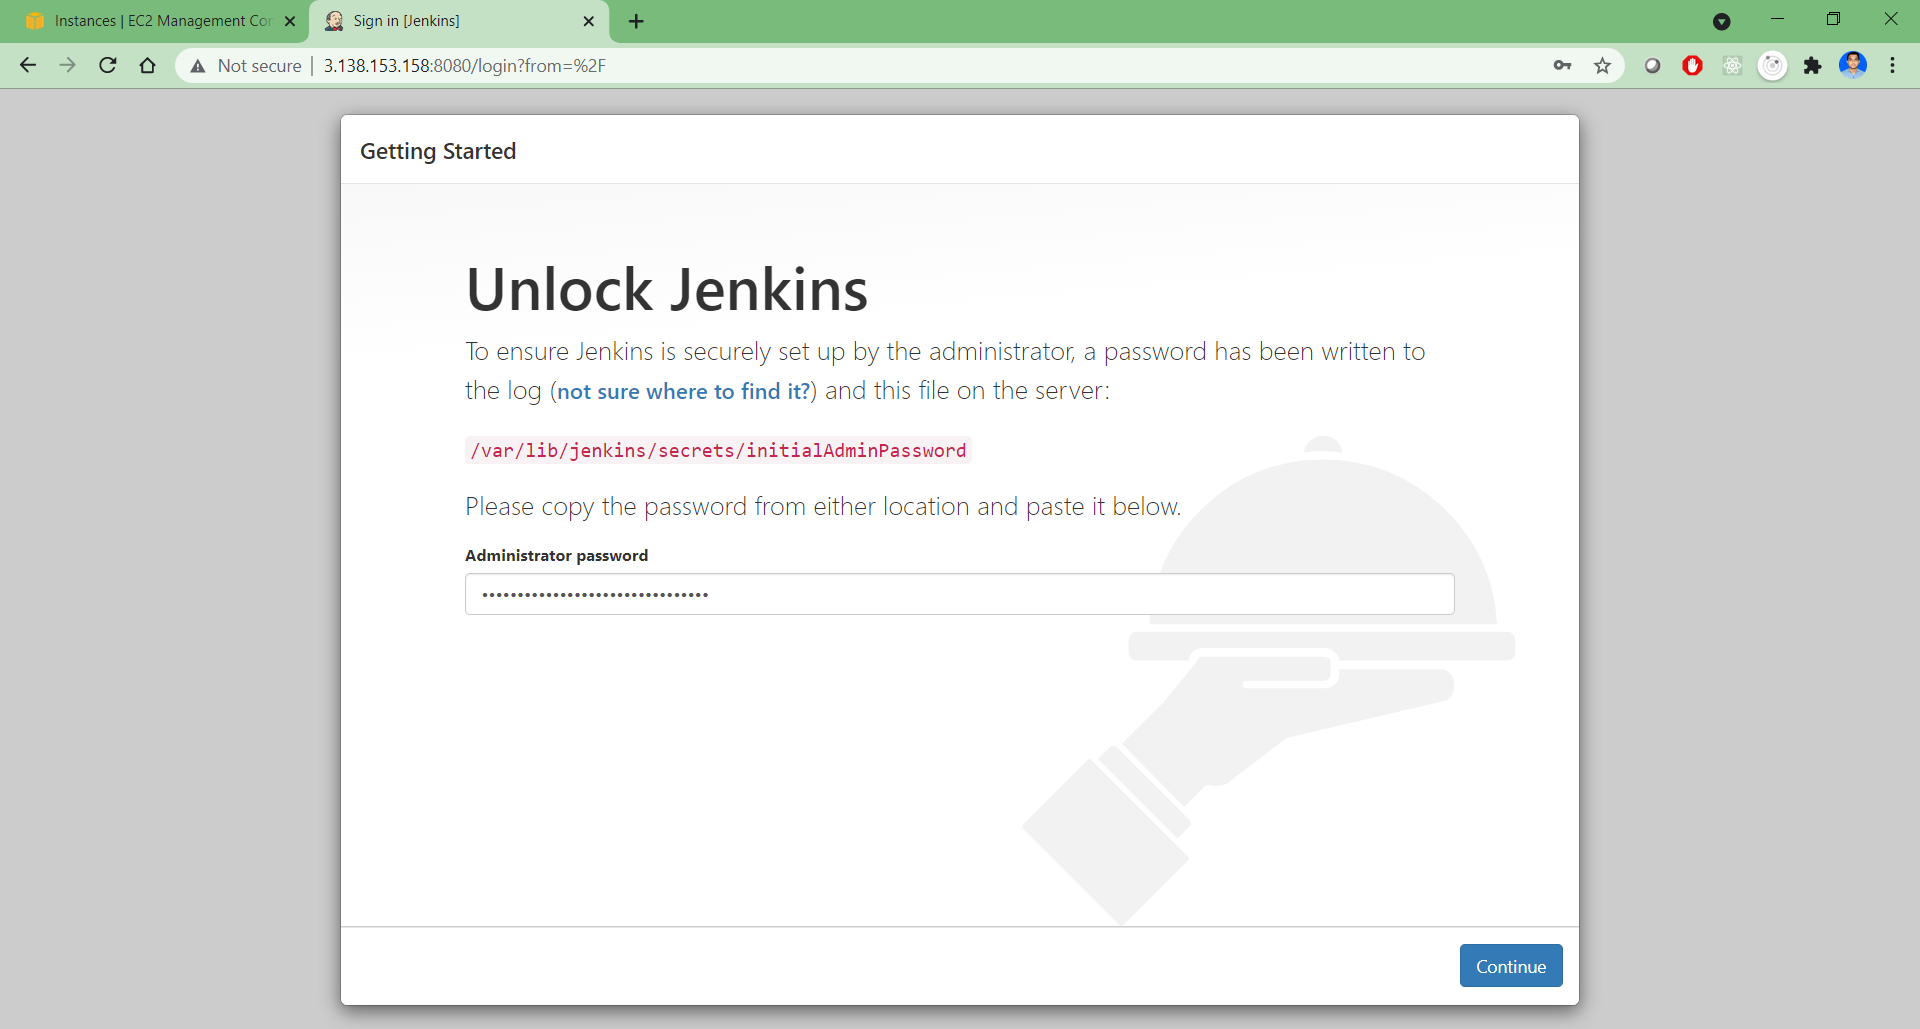 Instances | EC2 Management Con
Sign in [Jenkins]
Not secure | 3.138.153.158:8080/login?from=%2F
Getting Started
Unlock Jenkins
To ensure Jenkins is securely set up by the administrator, a password has been written to
the log (not sure where to find it?) and this file on the server:
/var/lib/jenkins/secrets/initialAdminPassword
Please copy the password from either location and paste it below.
Administrator password
••••••••••••••••••••••••••••••••
Continue